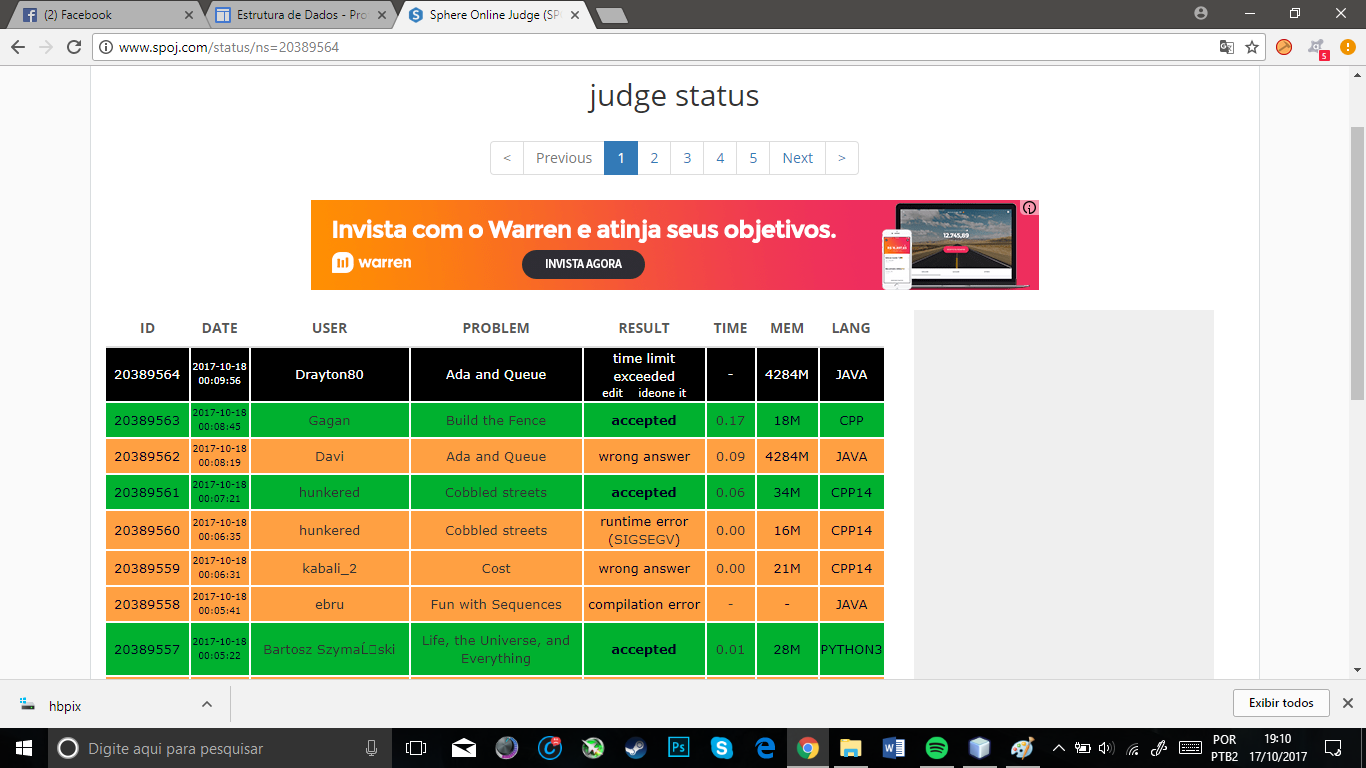 (2) Facebook
Estrutura de Dados - Pro
Sphere Online Judge (SP
www.spoj.com/status/ns=20389564
judge status
< Previous 1 2 3 4 5 Next >
Invista com o Warren e atinja seus objetivos.
warren
INVISTA AGORA
12.745,89
ID DATE USER PROBLEM RESULT TIME MEM LANG
20389564 2017-10-18 00:09:56 Drayton80 Ada and Queue time limit exceeded edit ideone it - 4284M JAVA
20389563 2017-10-18 00:08:45 Gagan Build the Fence accepted 0.17 18M CPP
20389562 2017-10-18 00:08:19 Davi Ada and Queue wrong answer 0.09 4284M JAVA
20389561 2017-10-18 00:07:21 hunkered Cobbled streets accepted 0.06 34M CPP14
20389560 2017-10-18 00:06:35 hunkered Cobbled streets runtime error (SIGSEGV) 0.00 16M CPP14
20389559 2017-10-18 00:06:31 kabali_2 Cost wrong answer 0.00 21M CPP14
20389558 2017-10-18 00:05:41 ebru Fun with Sequences compilation error - - JAVA
20389557 2017-10-18 00:05:22 Bartosz Szyma ski Life, the Universe, and Everything accepted 0.01 28M PYTHON3
hbpix
Exibir todos
Digite aqui para pesquisar
POR
PTB2
19:10
17/10/2017